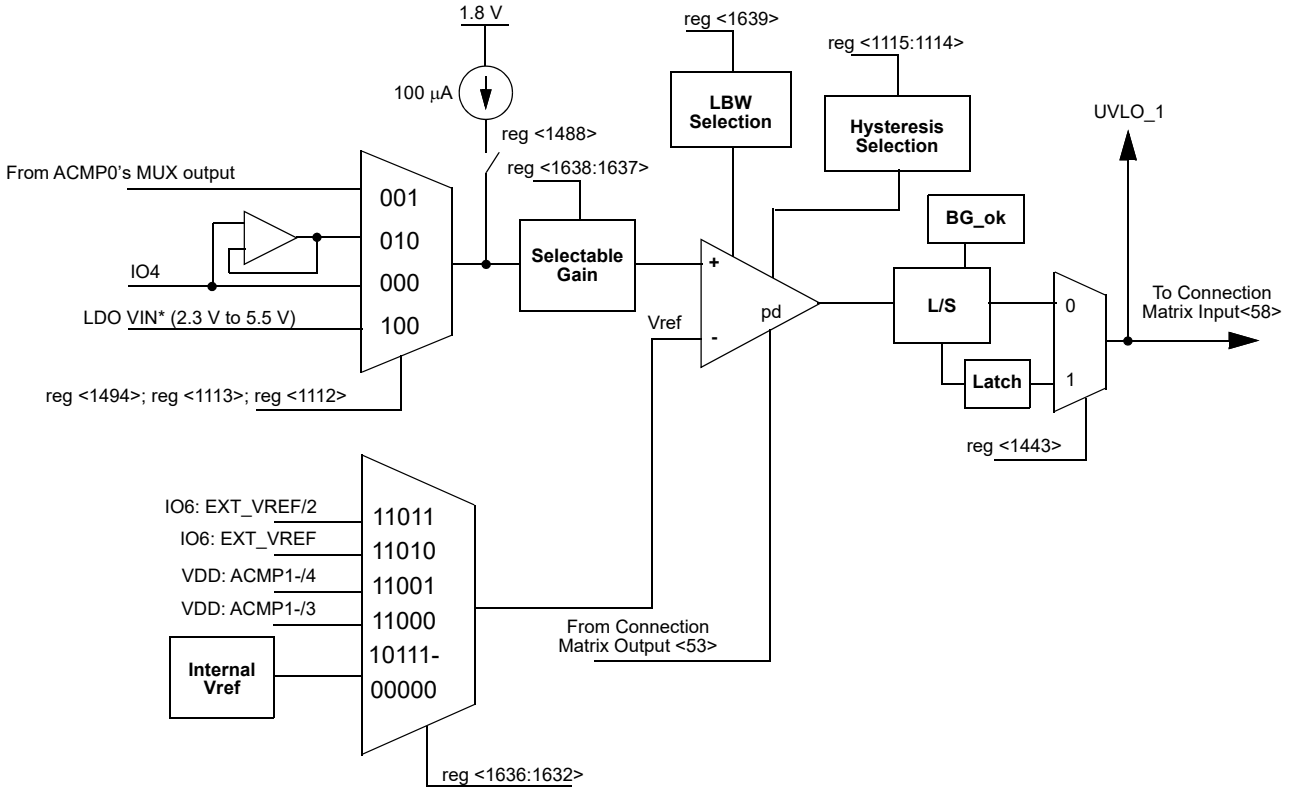 1.8 V
reg <1639>
reg <1115:1114>
100 μA
LBW
Selection
Hysteresis
Selection
UVLO_1
reg <1488>
reg <1638:1637>
From ACMP0's MUX output
001
010
IO4
000
LDO VIN* (2.3 V to 5.5 V)
100
Selectable
Gain
+
Vref
-
pd
BG_ok
L/S
Latch
0
1
To Connection
Matrix Input<58>
reg <1494>; reg <1113>; reg <1112>
reg <1443>
IO6: EXT_VREF/2
11011
IO6: EXT_VREF
11010
VDD: ACMP1-/4
11001
VDD: ACMP1-/3
11000
Internal
Vref
10111-
00000
From Connection
Matrix Output <53>
reg <1636:1632>